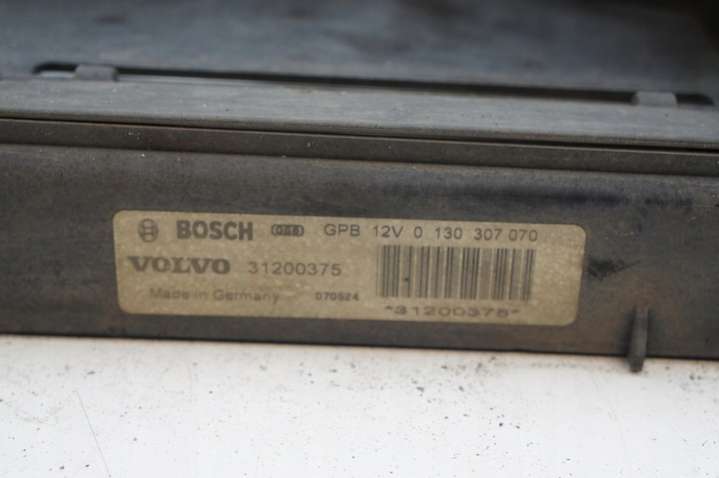 BOSCH GPB 12V 0 130 307 070
VOLVO 31200375
Made in Germany 070524
*31200375*